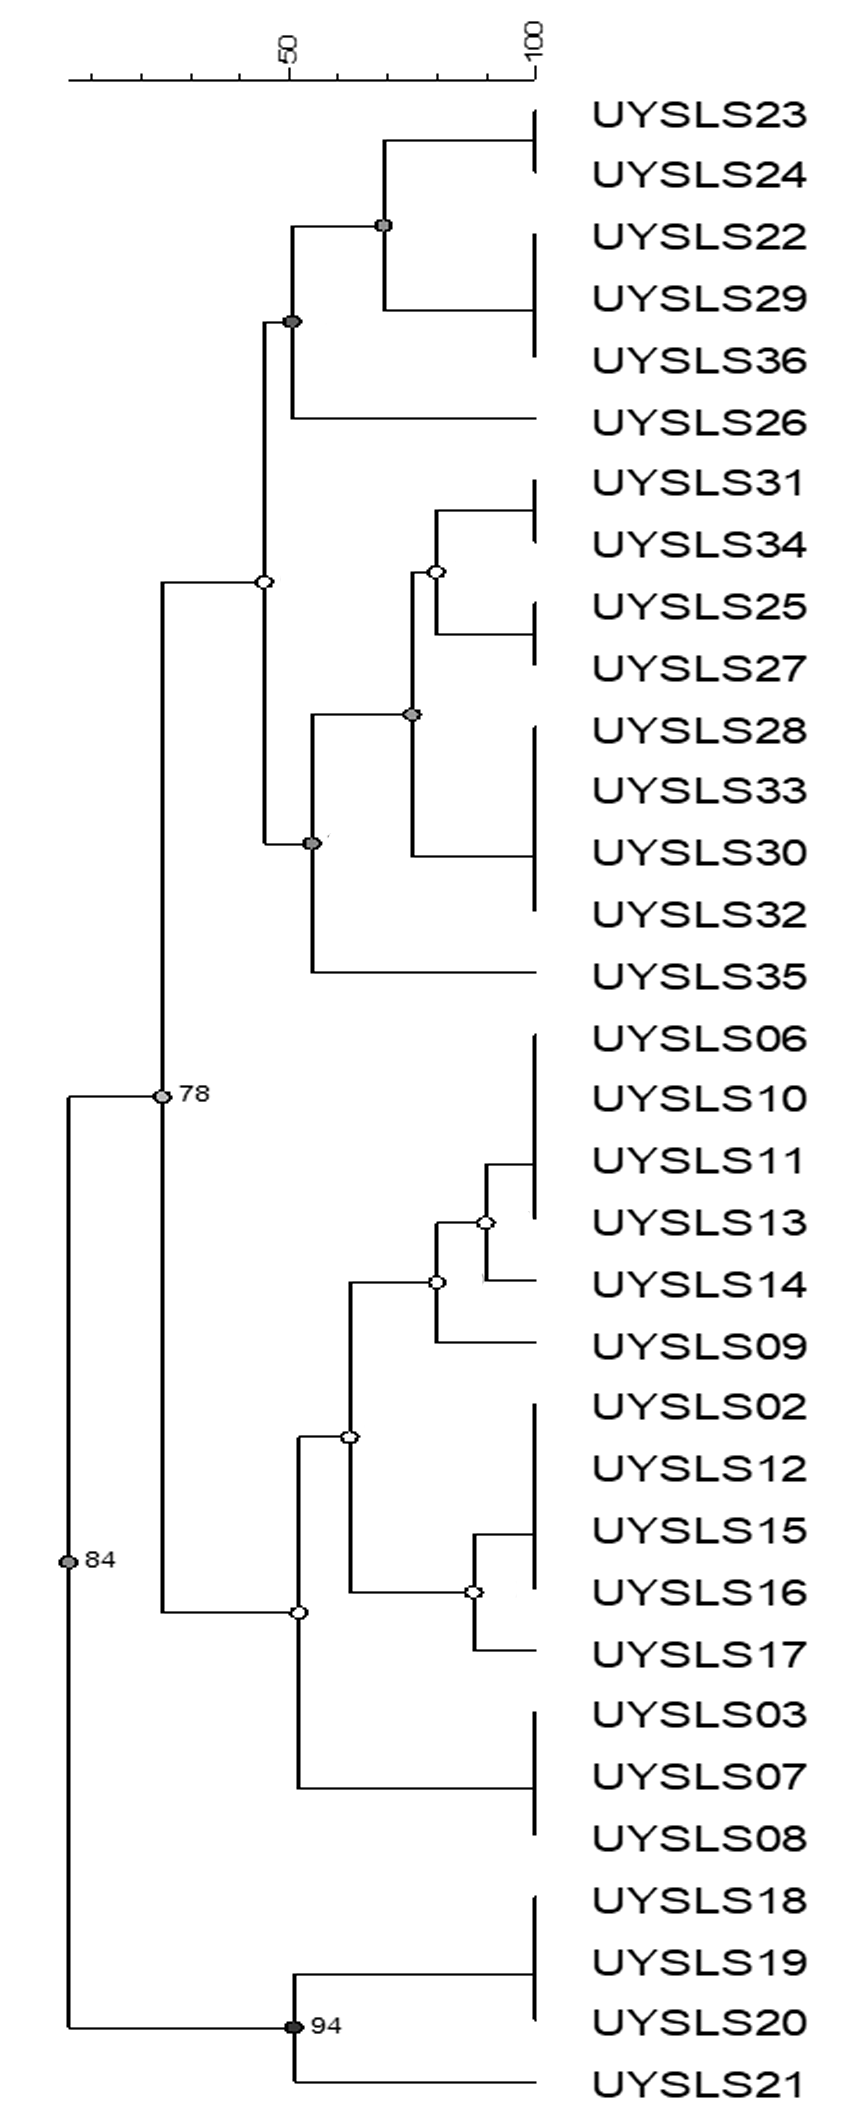 50
100
UYSLS23
UYSLS24
UYSLS22
UYSLS29
UYSLS36
UYSLS26
UYSLS31
UYSLS34
UYSLS25
UYSLS27
UYSLS28
UYSLS33
UYSLS30
UYSLS32
UYSLS35
UYSLS06
78
UYSLS10
UYSLS11
UYSLS13
UYSLS14
UYSLS09
UYSLS02
UYSLS12
UYSLS15
84
UYSLS16
UYSLS17
UYSLS03
UYSLS07
UYSLS08
UYSLS18
UYSLS19
UYSLS20
94
UYSLS21